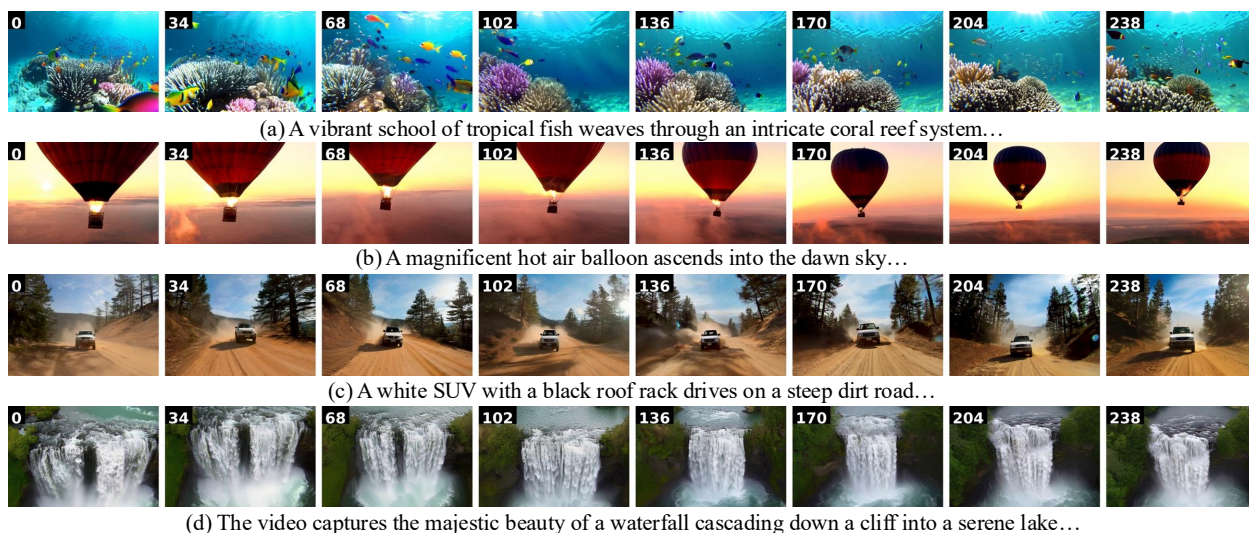 0 34 68 102 136 170 204 238
(a) A vibrant school of tropical fish weaves through an intricate coral reef system…
0 34 68 102 136 170 204 238
(b) A magnificent hot air balloon ascends into the dawn sky…
0 34 68 102 136 170 204 238
(c) A white SUV with a black roof rack drives on a steep dirt road…
0 34 68 102 136 170 204 238
(d) The video captures the majestic beauty of a waterfall cascading down a cliff into a serene lake…